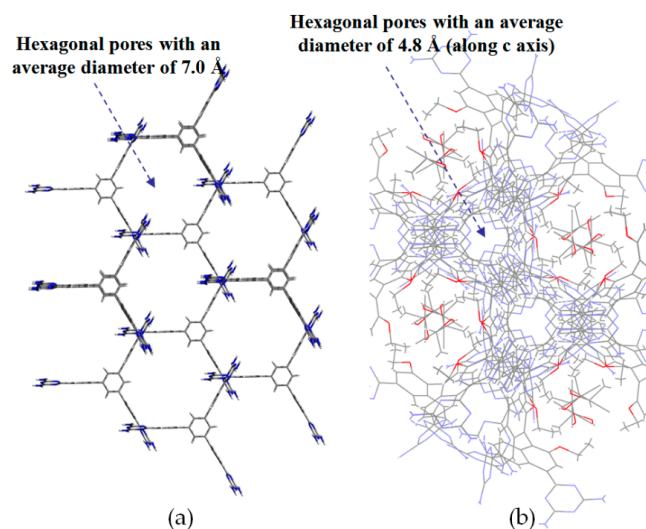 Hexagonal pores with an
average diameter of 7.0 Å
Hexagonal pores with an average
diameter of 4.8 Å (along c axis)
(a)
(b)